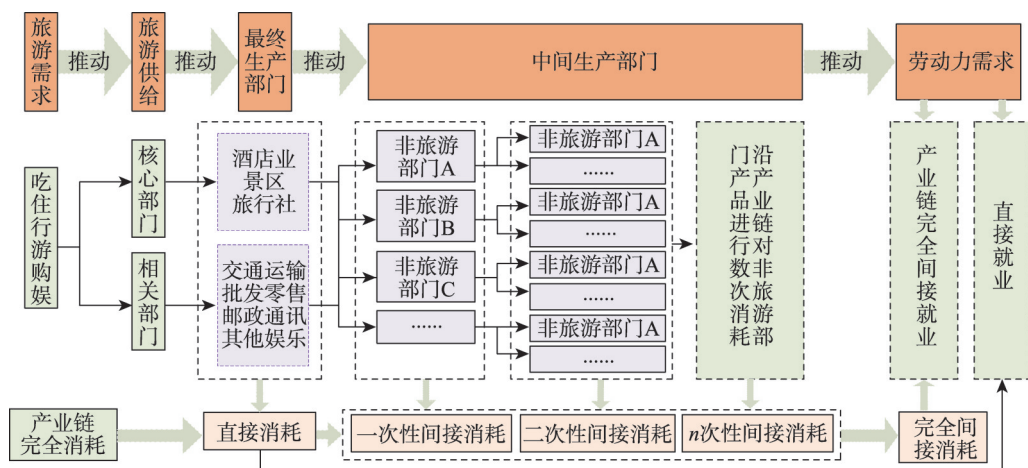 旅游需求
推动
旅游供给
推动
最终
生产
部门
推动
中间生产部门
推动
劳动力需求
吃住行游购娱
核心部门
相关部门
酒店业
景区
旅行社
交通运输
批发零售
邮政通讯
其他娱乐
非旅游
部门A
非旅游
部门B
非旅游
部门C
......
非旅游部门A
......
非旅游部门A
......
非旅游部门A
......
非旅游部门A
......
沿产业链对非旅游部
门产品进行数次消耗
产业链完全间接就业
直接就业
产业链
完全消耗
直接消耗
一次性间接消耗
二次性间接消耗
n次性间接消耗
完全间
接消耗